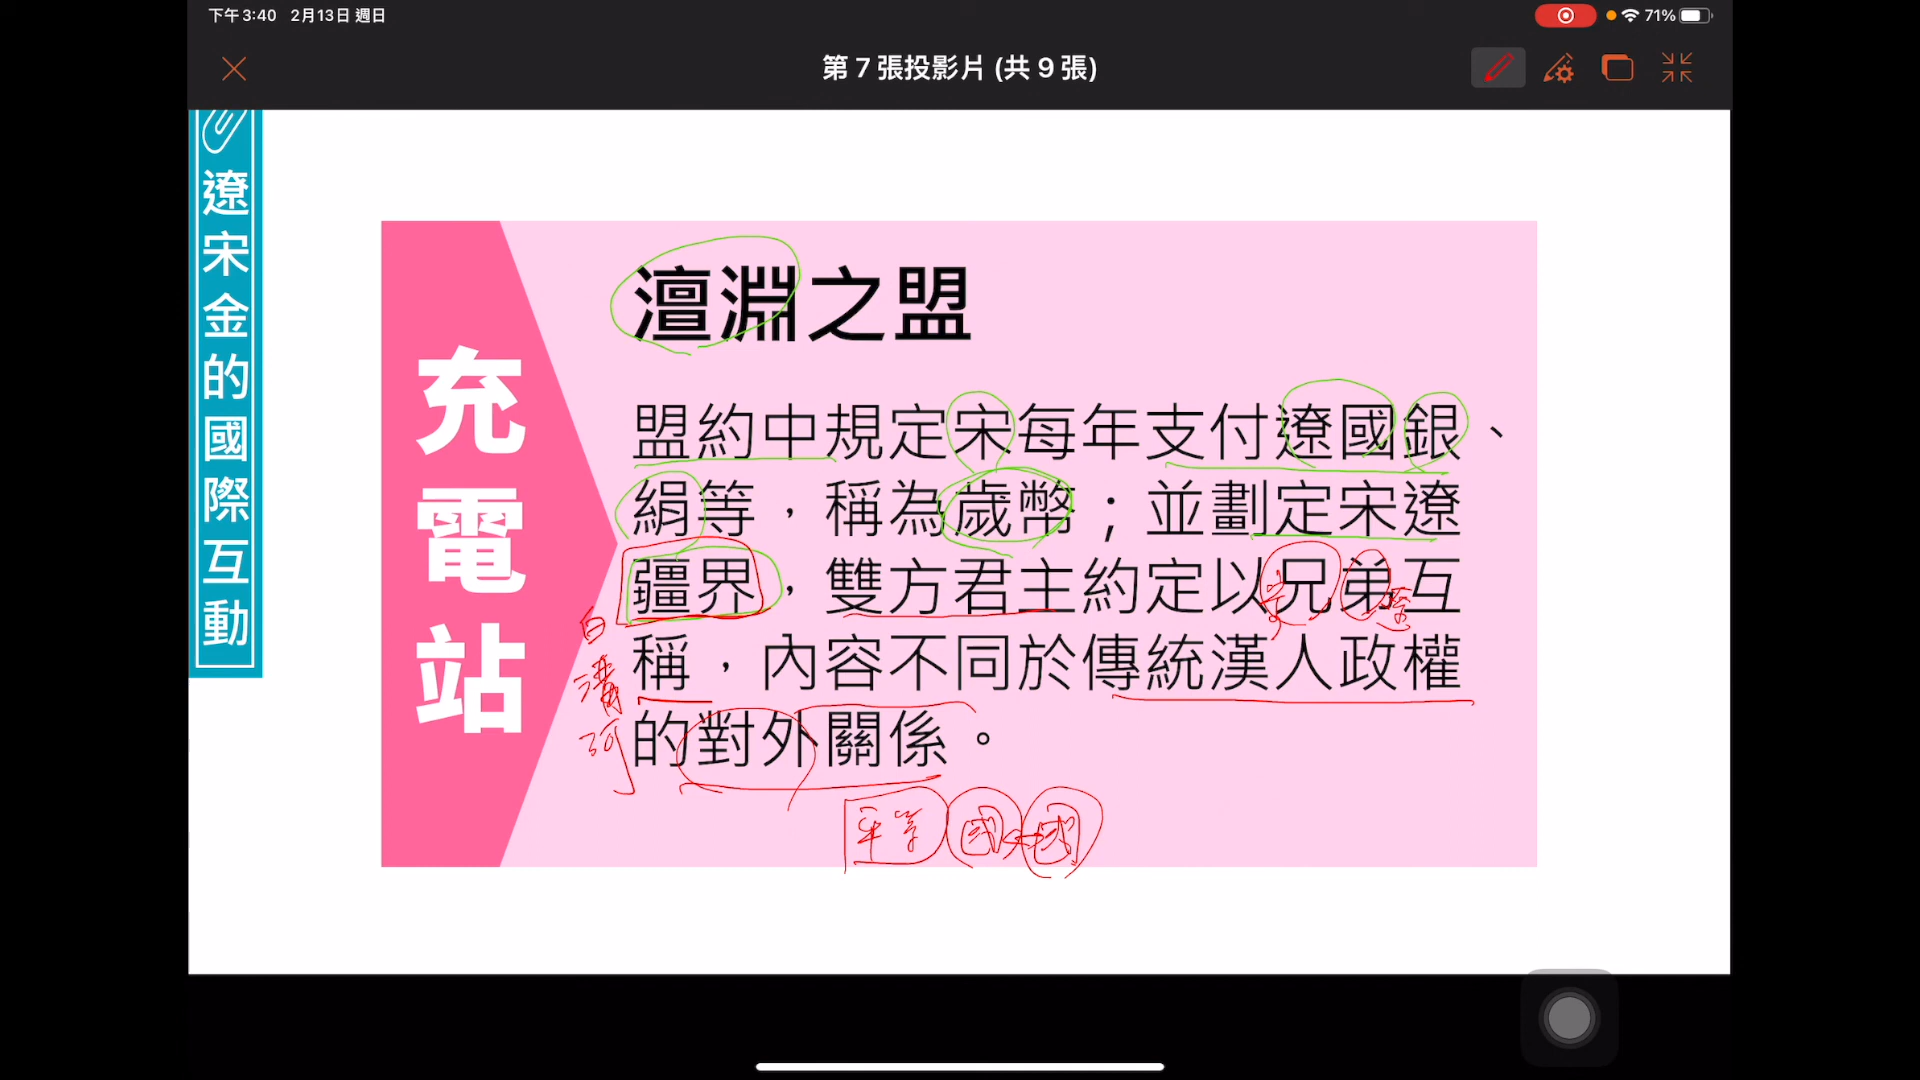 下午3:40 2月13日 週日
71%
第 7 張投影片 (共 9 張)
遼宋金的國際互動
充電站
澶淵之盟
盟約中規定宋每年支付遼國銀、
絹等，稱為歲幣；並劃定宋遼
疆界，雙方君主約定以兄弟互
稱，內容不同於傳統漢人政權
的對外關係。
白溝河
宋
遼
平等 國 國